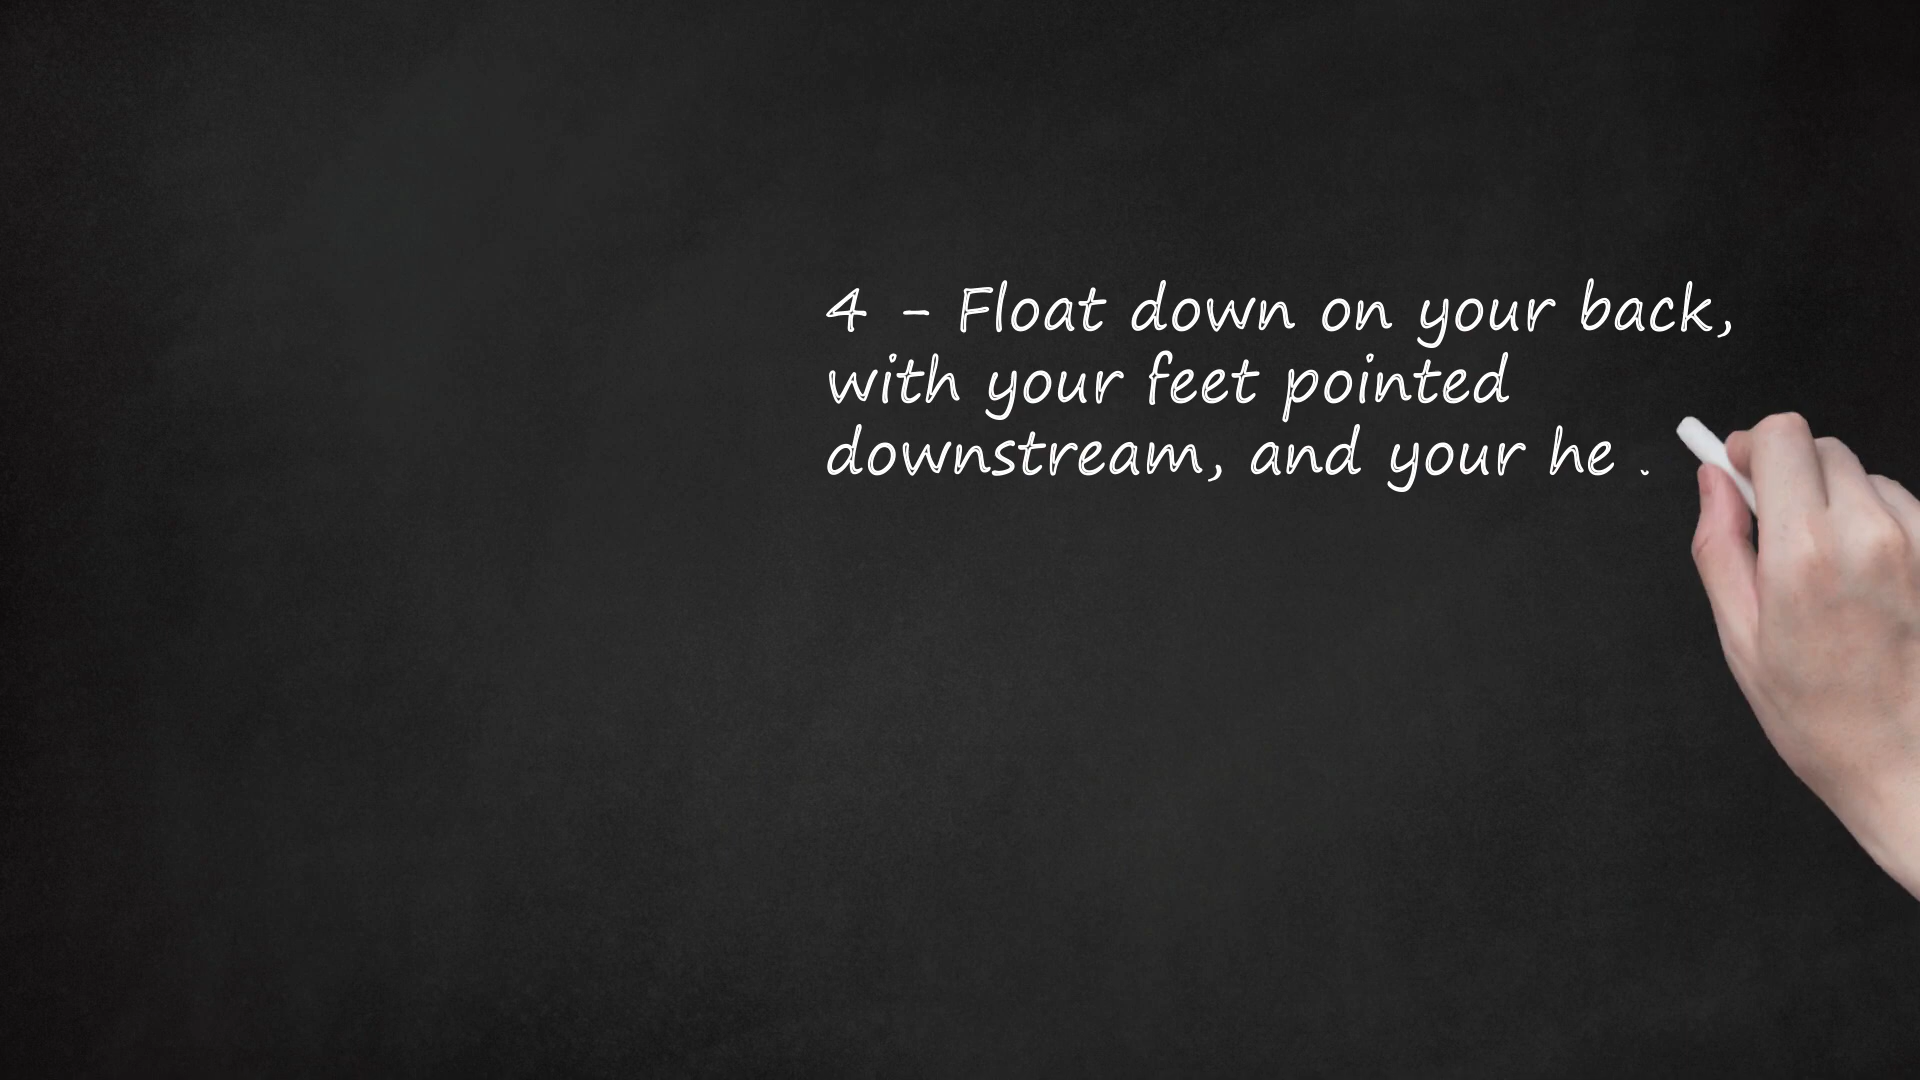 4 - Float down on your back,
with your feet pointed
downstream, and your he .